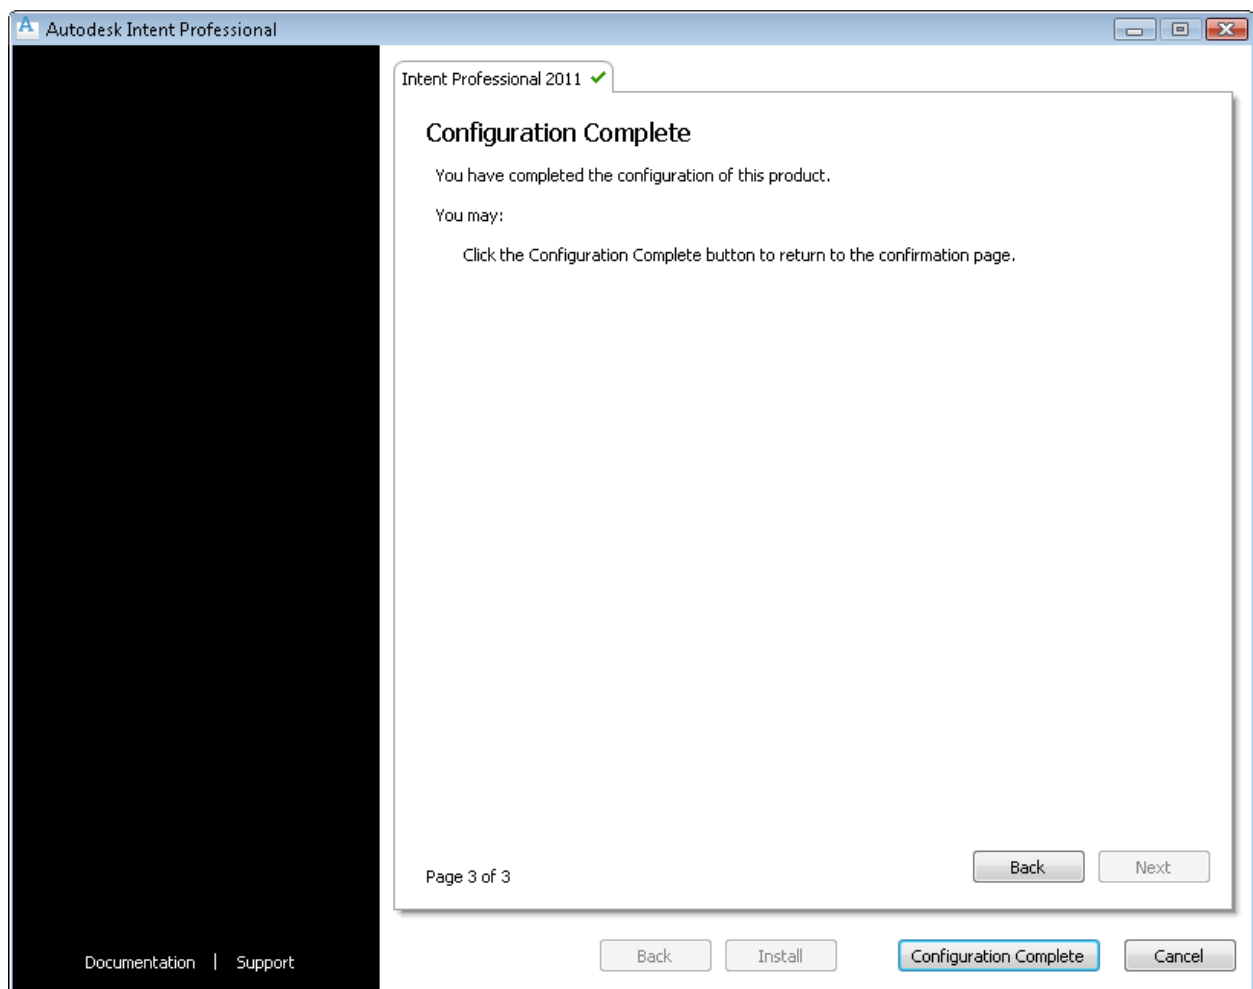 Autodesk Intent Professional
Intent Professional 2011
Configuration Complete
You have completed the configuration of this product.
You may:
Click the Configuration Complete button to return to the confirmation page.
Page 3 of 3
Back
Next
Documentation | Support
Back
Install
Configuration Complete
Cancel